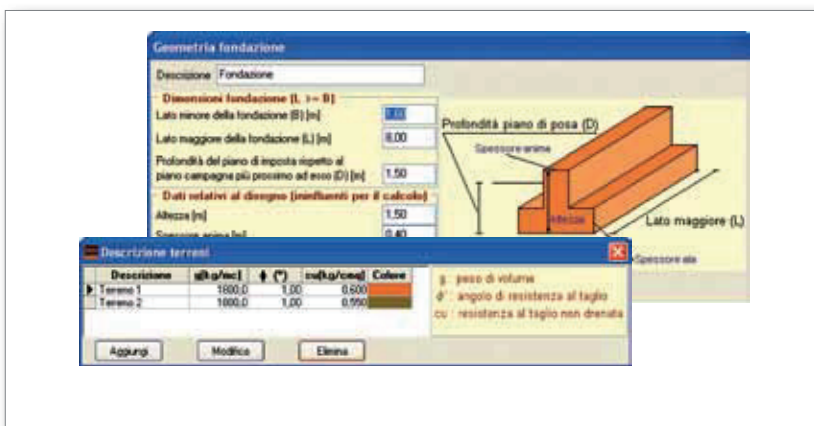 Geometria fondazione
Descrizione Fondazione
Dimensioni fondazione (L >= B)
Lato minore della fondazione (B) [m]
Lato maggiore della fondazione (L) [m] 8,00
Profondità del piano di imposta rispetto al
piano campagna più prossimo ad esso (D) [m] 1,50
Dati relativi al disegno (ininfluenti per il calcolo)
Altezza [m] 1,50
Spessore anima [m] 0,40
Profondità piano di posa (D)
Spessore anima
Altezza
Lato maggiore (L)
Spessore ala
Descrizione terreni
Descrizione g[kg/mc] ϕ (°) cu[kg/cmq] Colore
Terreno 1 1800,0 1,00 0.600
Terreno 2 1,00 0.550
g : peso di volume
ϕ' : angolo di resistenza al taglio
cu : resistenza al taglio non drenata
Aggiungi Modifica Elimina